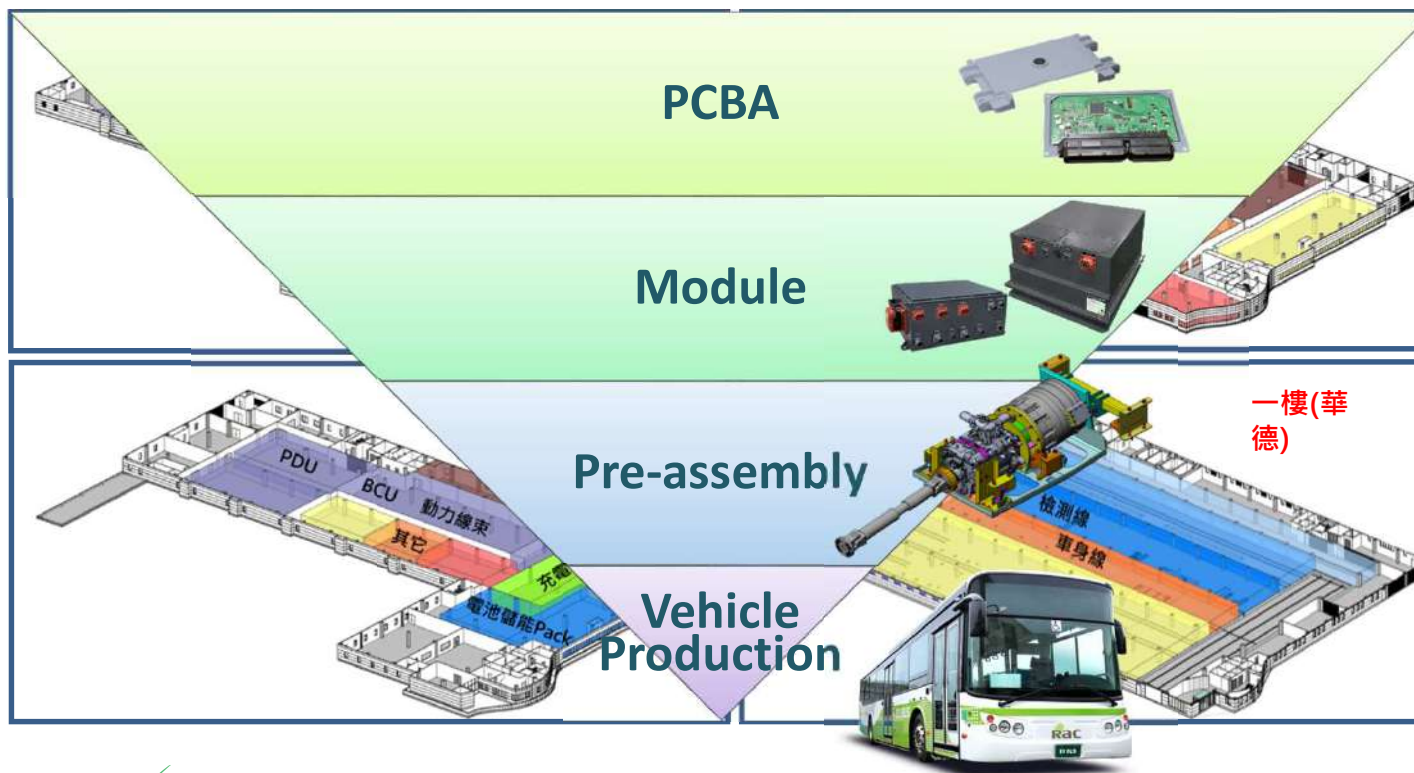 PCBA
Module
一樓(華
德)
Pre-assembly
PDU
BCU
動力線束
其它
充電
電池儲能Pack
檢測線
車身線
Vehicle
Production
RAC